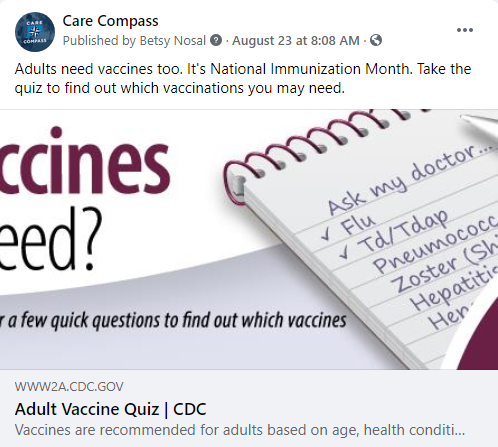 CARE
COMPASS
Care Compass
Published by Betsy Nosal · August 23 at 8:08 AM ·
Adults need vaccines too. It's National Immunization Month. Take the
quiz to find out which vaccinations you may need.
ccines
eed?
r a few quick questions to find out which vaccines
Ask my doctor...
✓ Flu
✓ Td/Tdap
Pneumococc
Zoster (Shi
Hepatitis
Hep
WWW2A.CDC.GOV
Adult Vaccine Quiz | CDC
Vaccines are recommended for adults based on age, health conditi...